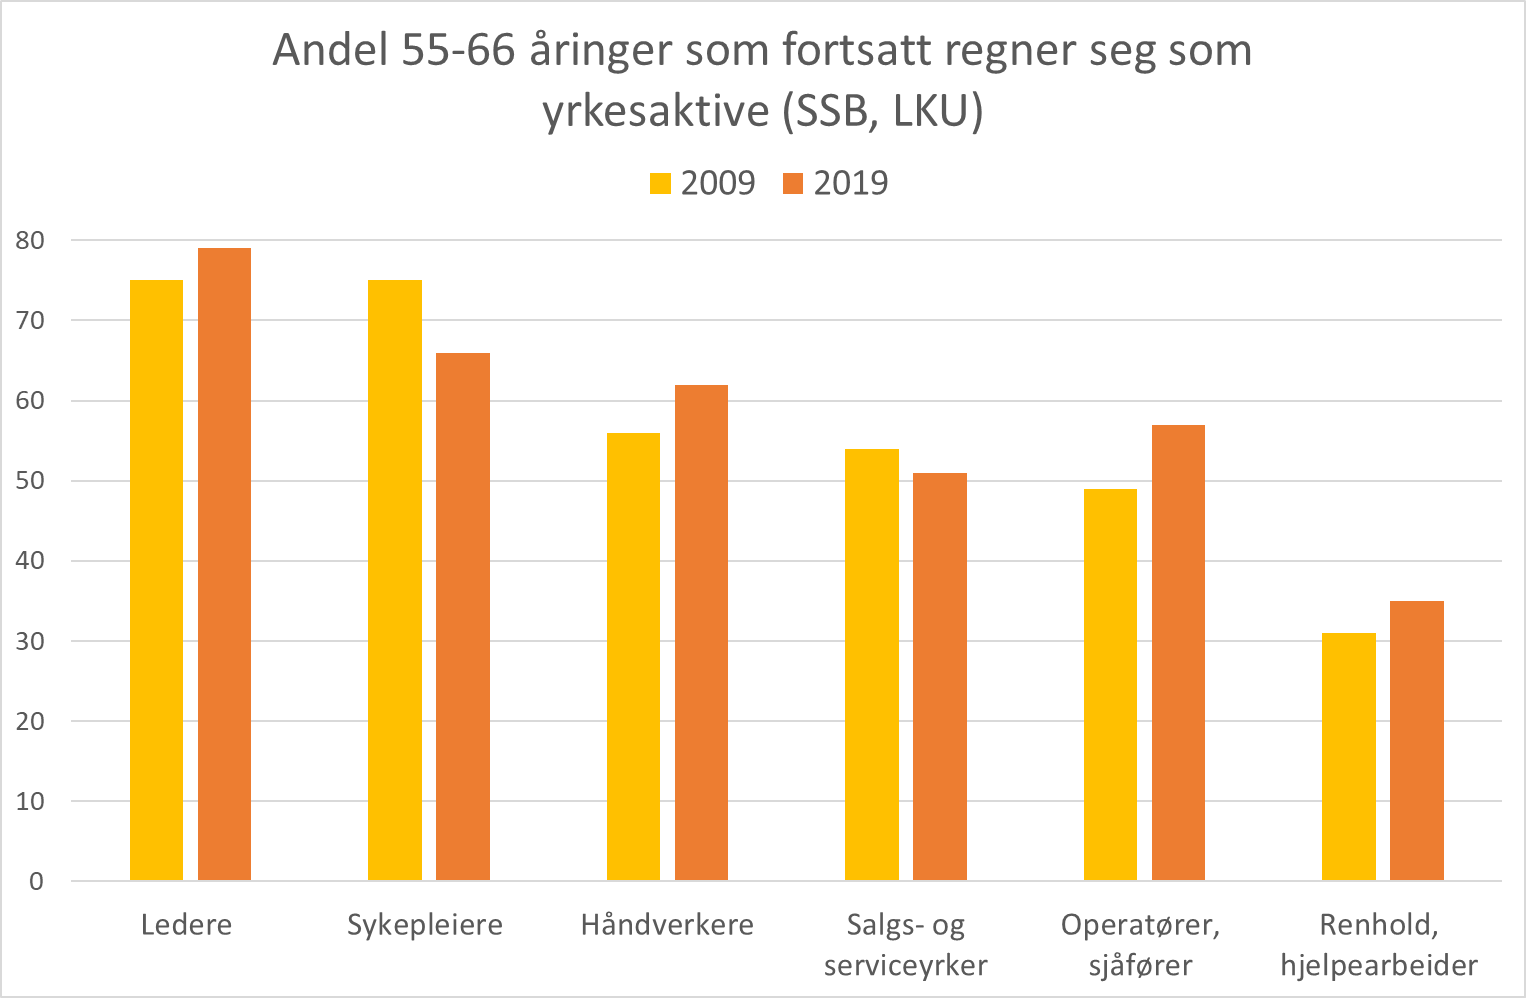 Andel 55-66 åringer som fortsatt regner seg som
yrkesaktive (SSB, LKU)
2009 2019
80
70
60
50
40
30
20
10
0
Ledere
Sykepleiere
Håndverkere
Salgs- og
serviceyrker
Operatører,
sjåfører
Renhold,
hjelpearbeider